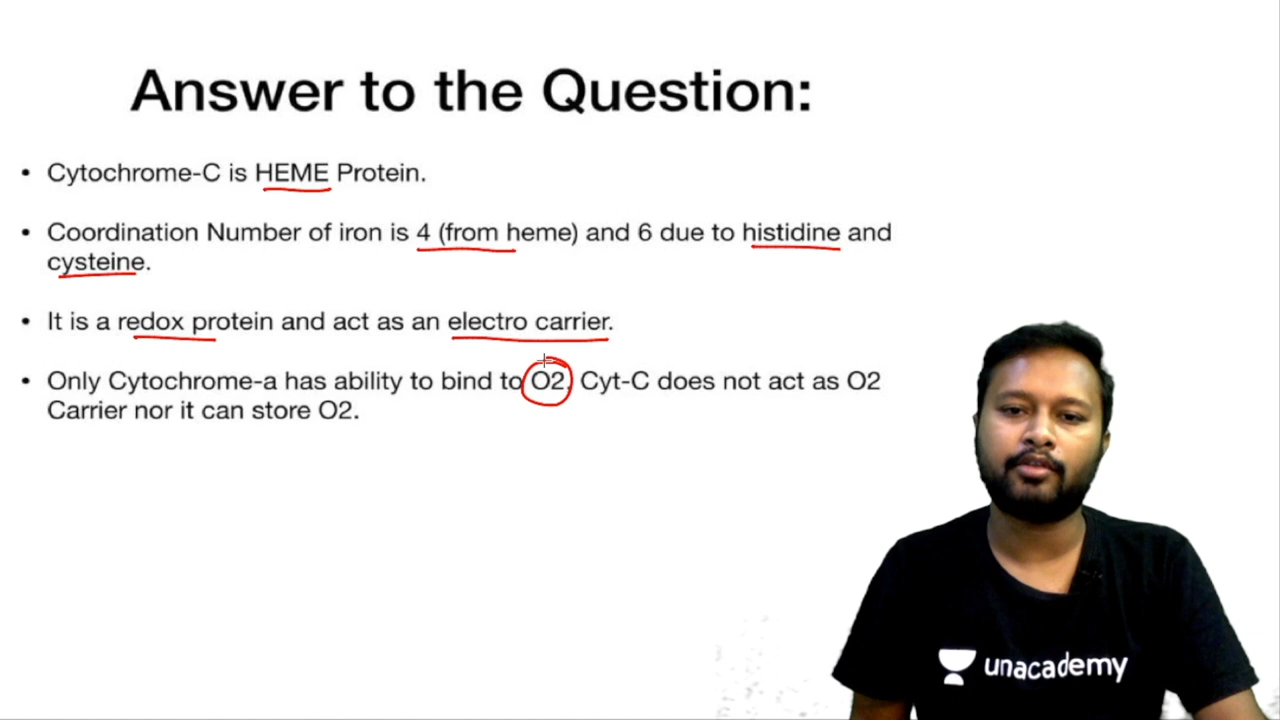 Answer to the Question:
• Cytochrome-C is HEME Protein.
• Coordination Number of iron is 4 (from heme) and 6 due to histidine and
cysteine.
• It is a redox protein and act as an electro carrier.
• Only Cytochrome-a has ability to bind to O2. Cyt-C does not act as O2
Carrier nor it can store O2.
unacademy